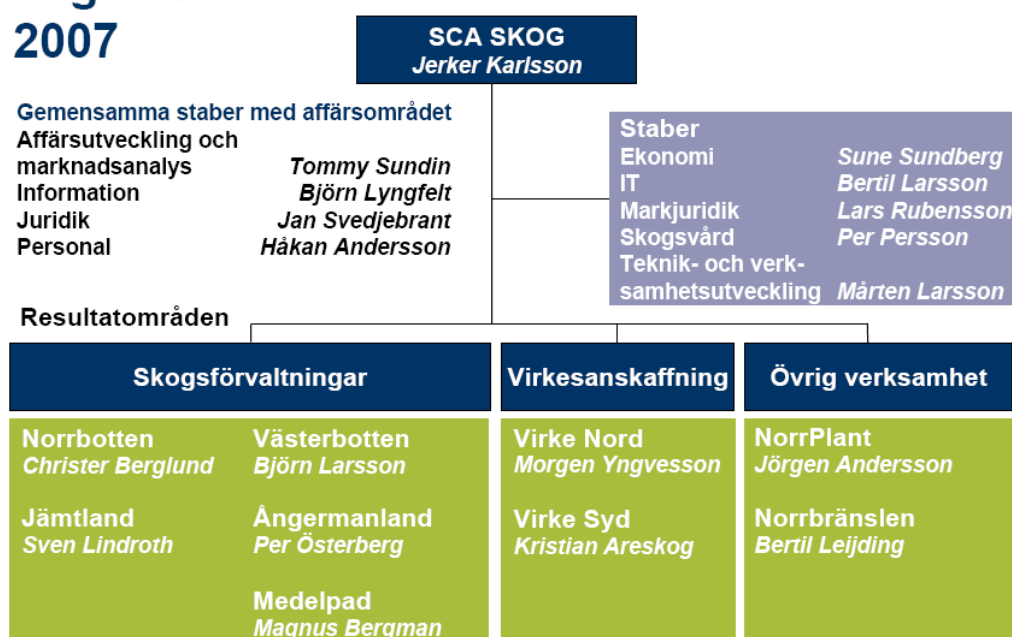 2007
SCA SKOG
Jerker Karlsson
Gemensamma staber med affärsområdet
Affärsutveckling och
marknadsanalys Tommy Sundin
Information Björn Lyngfelt
Juridik Jan Svedjebrant
Personal Håkan Andersson
Staber
Ekonomi Sune Sundberg
IT Bertil Larsson
Markjuridik Lars Rubensson
Skogsvård Per Persson
Teknik- och verk-
samhetsutveckling Mårten Larsson
Resultatområden
Skogsförvaltningar
Norrbotten
Christer Berglund
Jämtland
Sven Lindroth
Västerbotten
Björn Larsson
Ångermanland
Per Österberg
Medelpad
Magnus Bergman
Virkesanskaffning
Virke Nord
Morgen Yngvesson
Virke Syd
Kristian Areskog
Övrig verksamhet
NorrPlant
Jörgen Andersson
Norrbränslen
Bertil Leijding